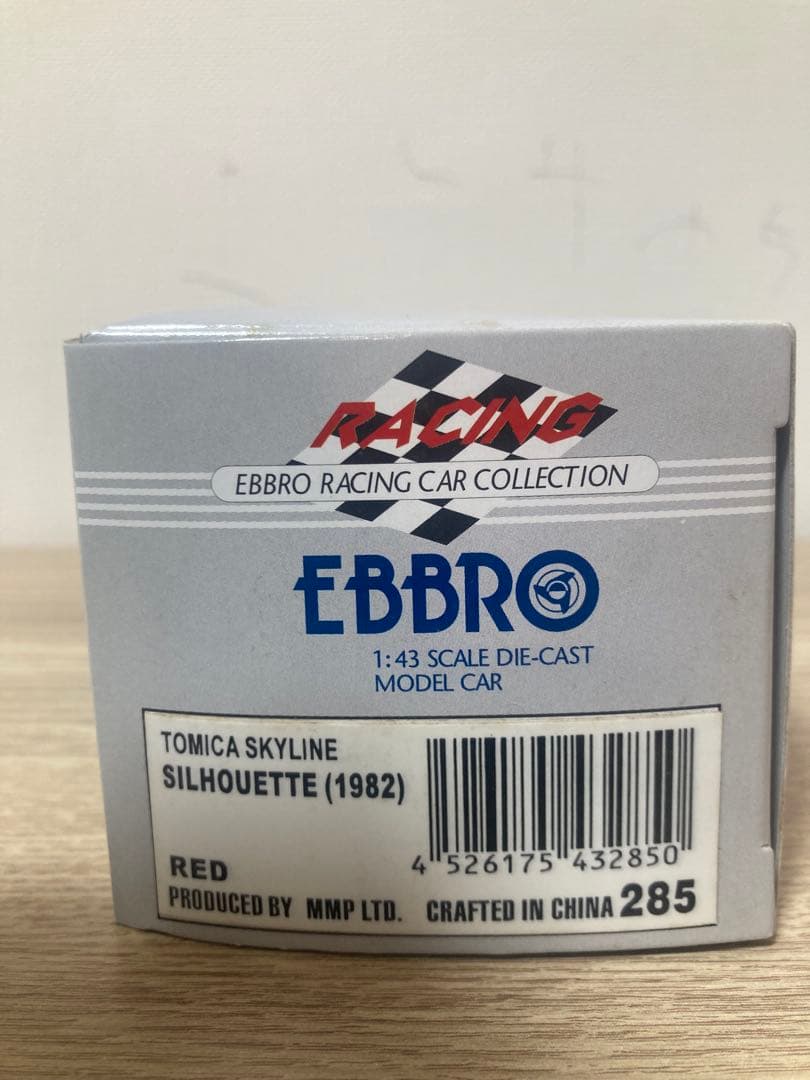 RACING
EBBRO RACING CAR COLLECTION
EBBRO
1:43 SCALE DIE-CAST
MODEL CAR
TOMICA SKYLINE
SILHOUETTE (1982)
RED
4 526175 432850
PRODUCED BY MMP LTD. CRAFTED IN CHINA 285